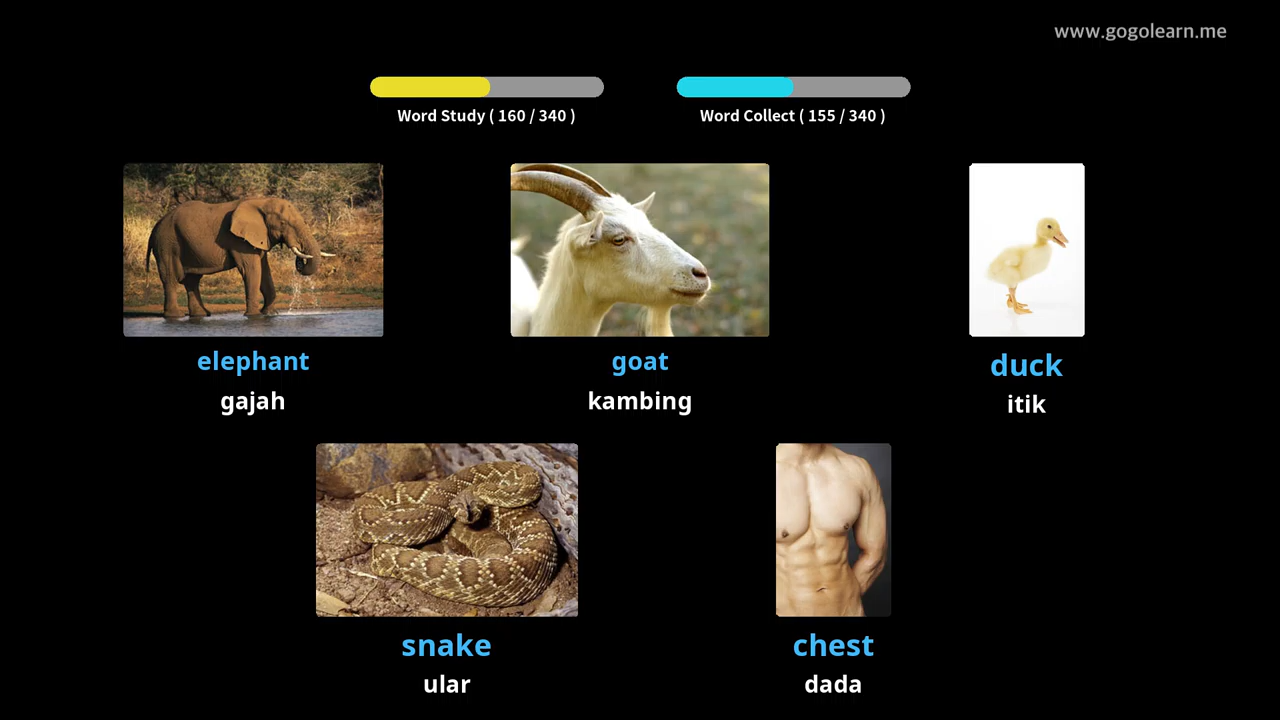 www.gogolearn.me
Word Study ( 160 / 340 )
Word Collect ( 155 / 340 )
elephant
gajah
goat
kambing
duck
itik
snake
ular
chest
dada